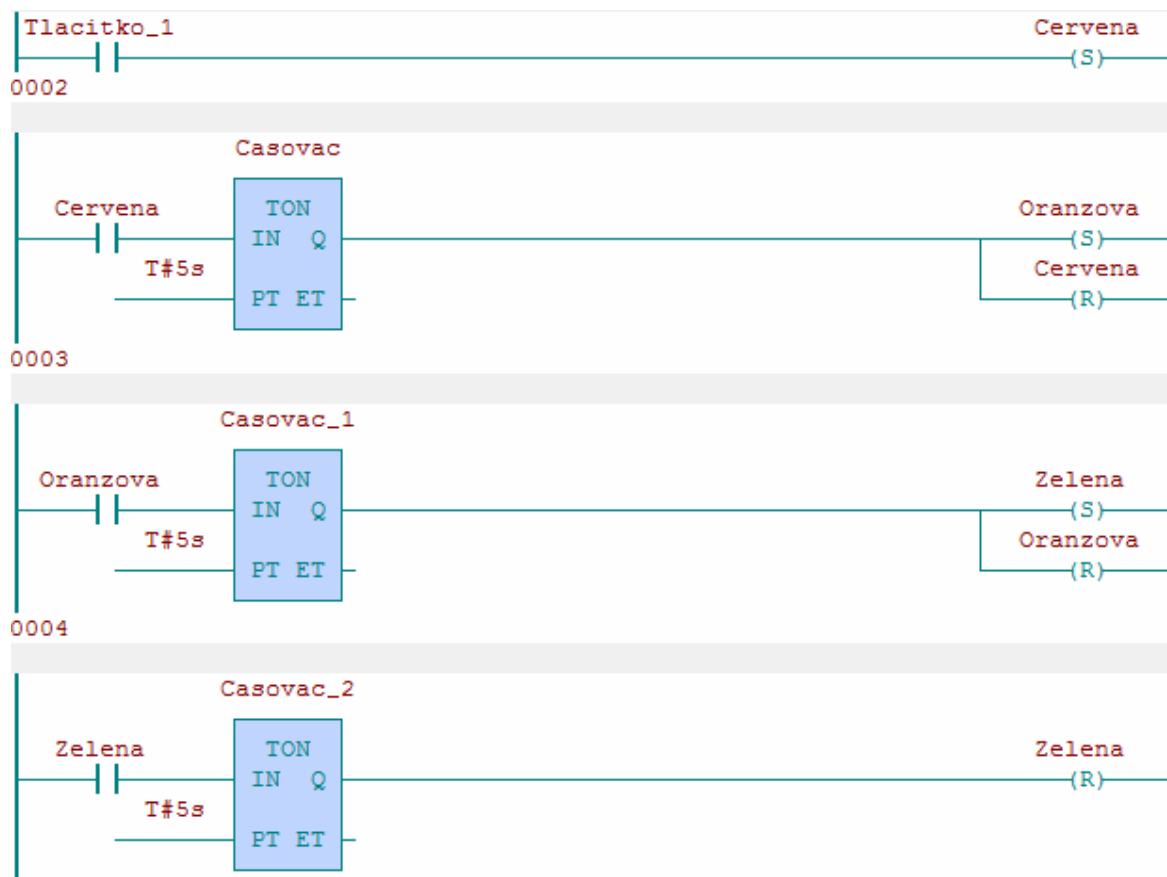 Tlacitko_1 Cervena
(S)
0002
Casovac
Cervena TON Oranzova
IN Q (S)
T#5s Cervena
PT ET (R)
0003
Casovac_1
Oranzova TON Zelena
IN Q (S)
T#5s Oranzova
PT ET (R)
0004
Casovac_2
Zelena TON Zelena
IN Q (R)
T#5s
PT ET